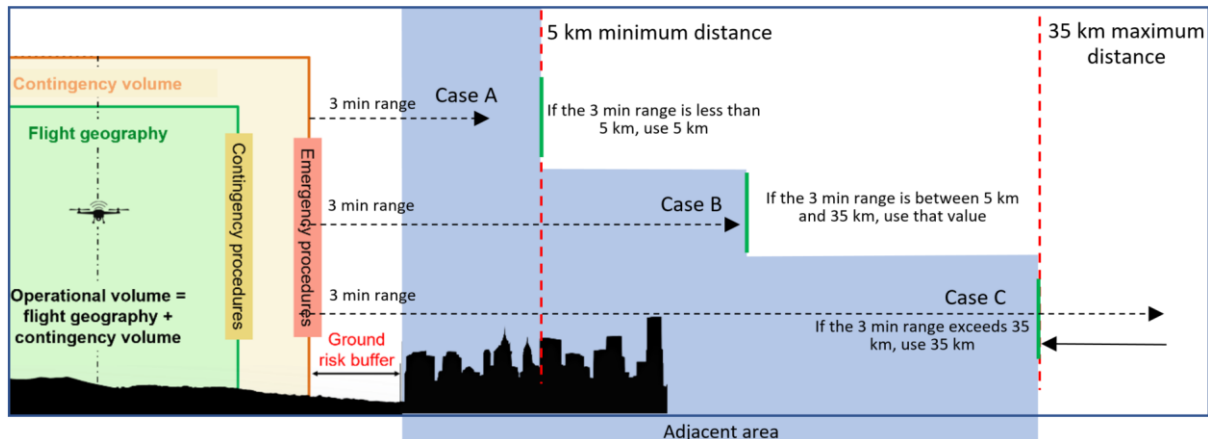 5 km minimum distance
35 km maximum
distance
Contingency volume
3 min range
Case A
If the 3 min range is less than
5 km, use 5 km
Flight geography
Contingency procedures
Emergency procedures
3 min range
Case B
If the 3 min range is between 5 km
and 35 km, use that value
Operational volume =
flight geography +
contingency volume
3 min range
Case C
If the 3 min range exceeds 35
km, use 35 km
Ground
risk buffer
Adjacent area